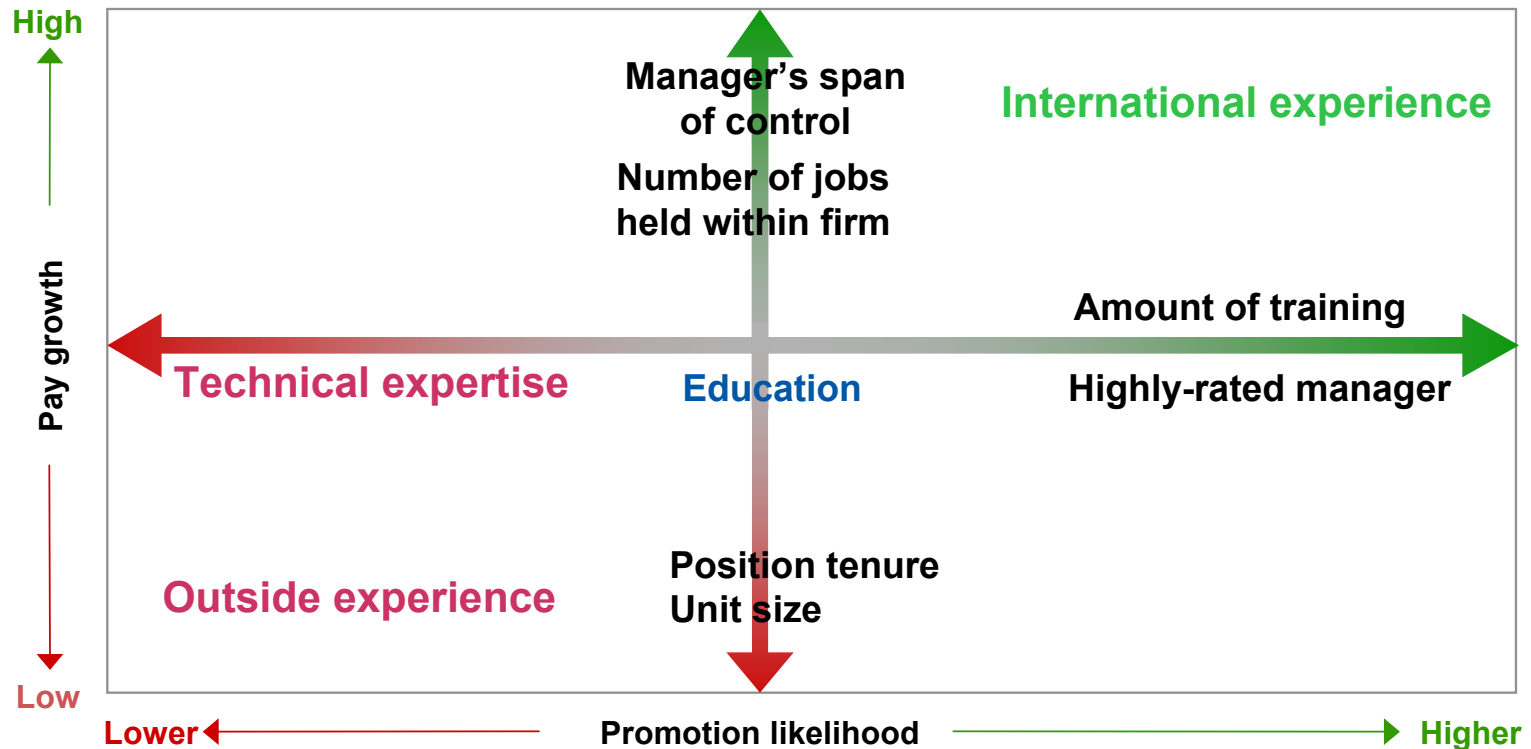 High
Manager’s span
of control
International experience
Number of jobs
held within firm
Pay growth
Amount of training
Technical expertise
Education
Highly-rated manager
Position tenure
Unit size
Outside experience
Low
Lower
Promotion likelihood
Higher